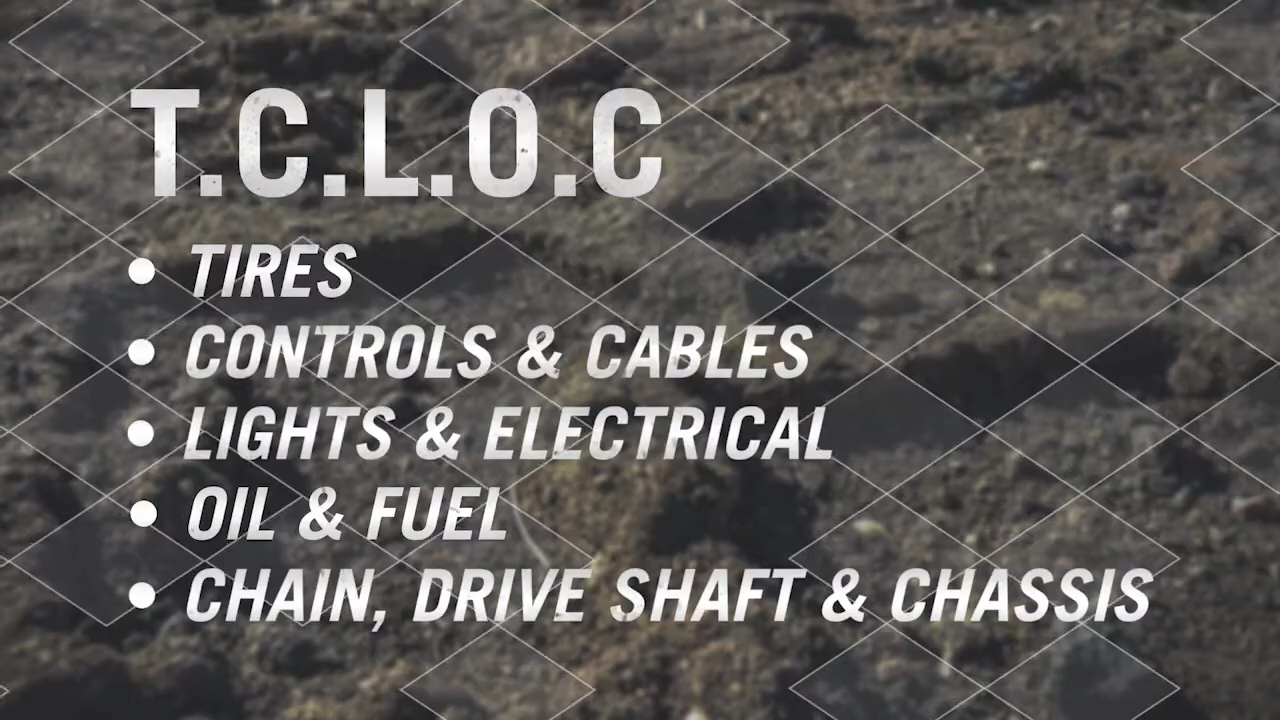 T.C.L.O.C
• TIRES
• CONTROLS & CABLES
• LIGHTS & ELECTRICAL
• OIL & FUEL
• CHAIN, DRIVE SHAFT & CHASSIS